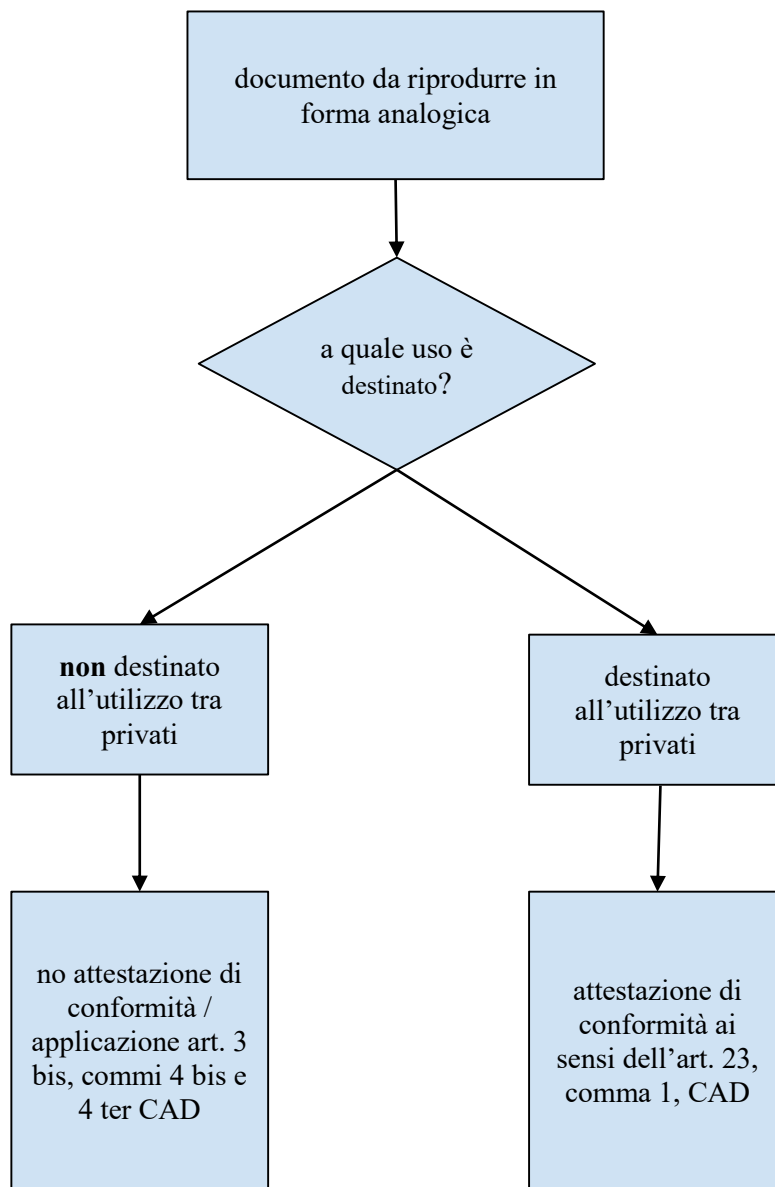 documento da riprodurre in
forma analogica
a quale uso è
destinato?
non destinato
all’utilizzo tra
privati
destinato
all’utilizzo tra
privati
no attestazione di
conformità /
applicazione art. 3
bis, commi 4 bis e
4 ter CAD
attestazione di
conformità ai
sensi dell’art. 23,
comma 1, CAD